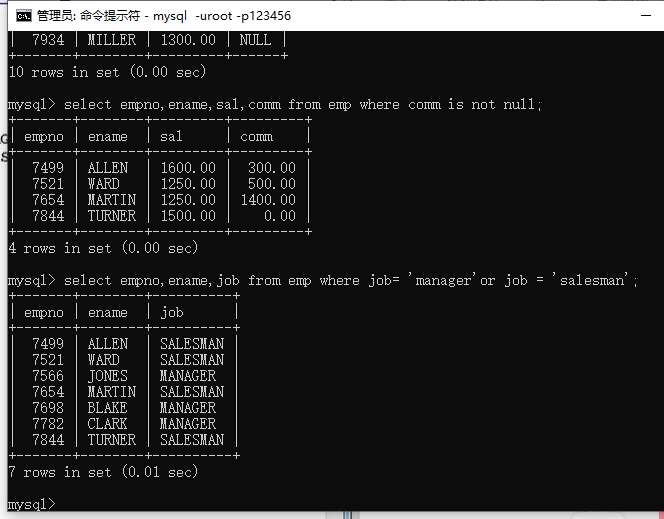 管理员: 命令提示符 - mysql  -uroot -p123456
|  7934 | MILLER | 1300.00 | NULL |
+-------+--------+---------+------+
10 rows in set (0.00 sec)
mysql> select empno,ename,sal,comm from emp where comm is not null;
+-------+--------+---------+---------+
| empno | ename  | sal     | comm    |
+-------+--------+---------+---------+
|  7499 | ALLEN  | 1600.00 |  300.00 |
|  7521 | WARD   | 1250.00 |  500.00 |
|  7654 | MARTIN | 1250.00 | 1400.00 |
|  7844 | TURNER | 1500.00 |    0.00 |
+-------+--------+---------+---------+
4 rows in set (0.00 sec)
mysql> select empno,ename,job from emp where job= 'manager'or job = 'salesman';
+-------+--------+----------+
| empno | ename  | job      |
+-------+--------+----------+
|  7499 | ALLEN  | SALESMAN |
|  7521 | WARD   | SALESMAN |
|  7566 | JONES  | MANAGER  |
|  7654 | MARTIN | SALESMAN |
|  7698 | BLAKE  | MANAGER  |
|  7782 | CLARK  | MANAGER  |
|  7844 | TURNER | SALESMAN |
+-------+--------+----------+
7 rows in set (0.01 sec)
mysql>